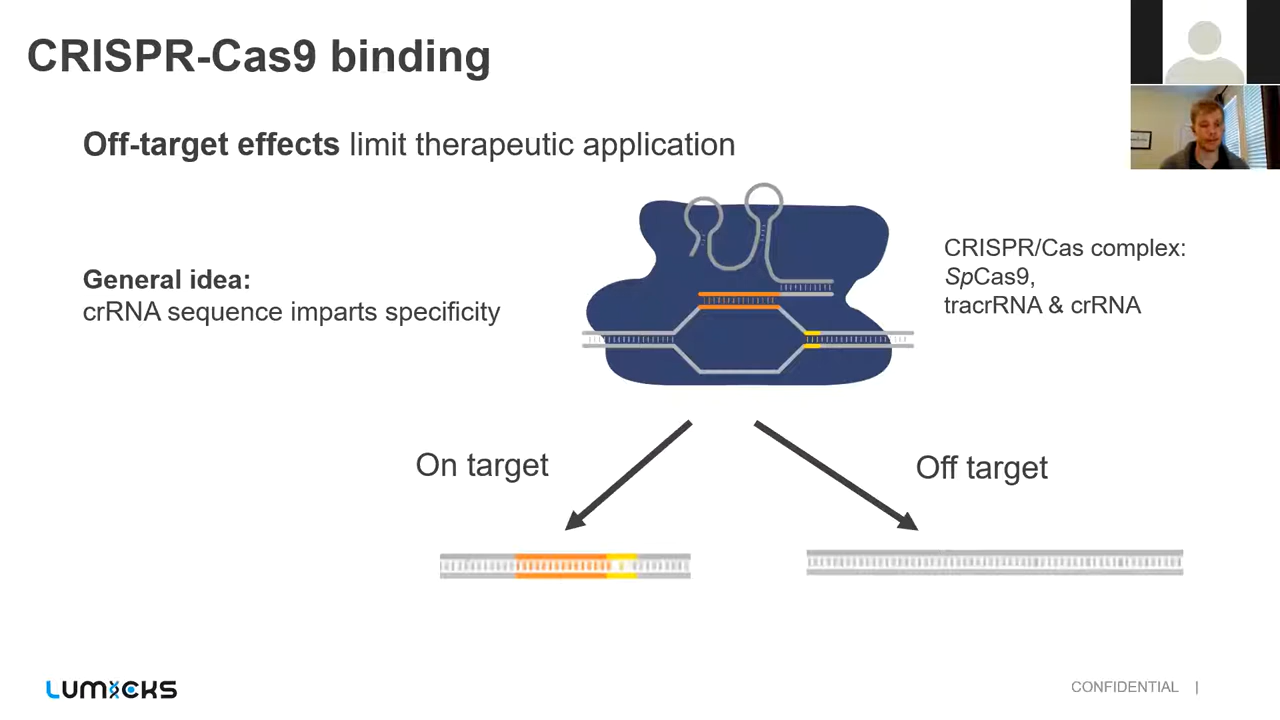 CRISPR-Cas9 binding
Off-target effects limit therapeutic application
General idea:
crRNA sequence imparts specificity
CRISPR/Cas complex:
SpCas9,
tracrRNA & crRNA
On target
Off target
LUMICKS
CONFIDENTIAL |